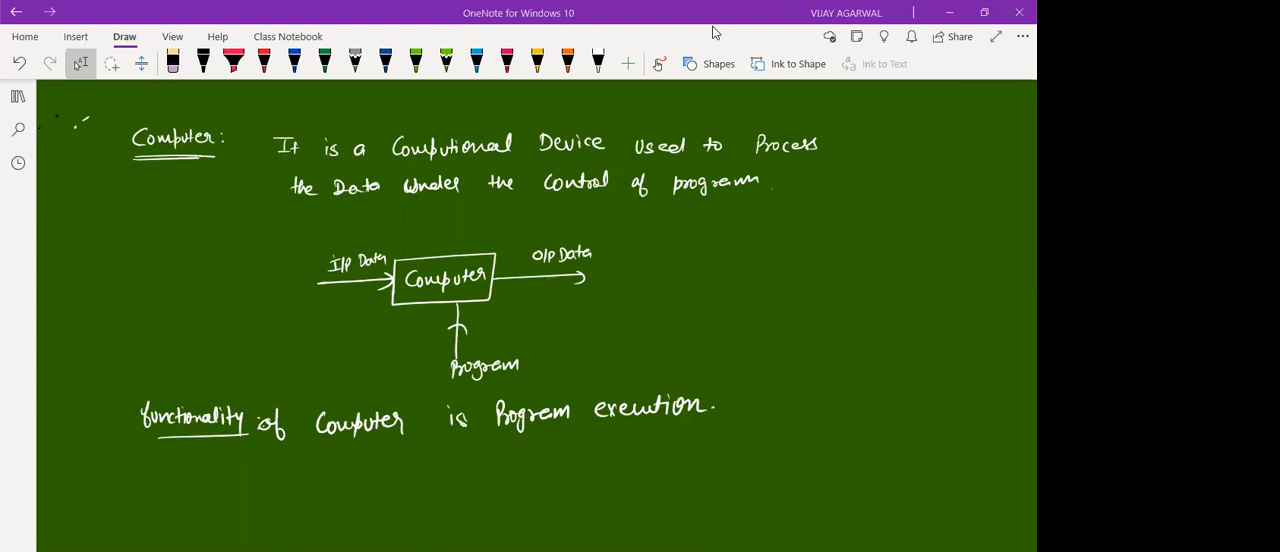 OneNote for Windows 10
VIJAY AGARWAL
Home Insert Draw View Help Class Notebook
Share
Shapes
Ink to Shape
Ink to Text
Computer: It is a Computional Device used to Process
the Data under the control of program.
I/P Data
Computer
O/P Data
Program
functionality of Computer is Program execution.